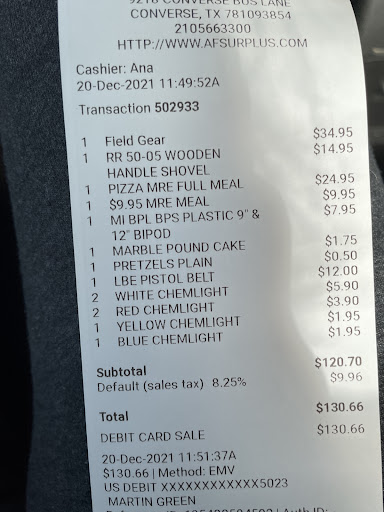 9218 CONVERSE BUS LANE
CONVERSE, TX 781093854
2105663300
HTTP://WWW.AFSURPLUS.COM
Cashier: Ana
20-Dec-2021 11:49:52A
Transaction 502933
1 Field Gear $34.95
1 RR 50-05 WOODEN HANDLE SHOVEL $14.95
1 PIZZA MRE FULL MEAL $24.95
1 $9.95 MRE MEAL $9.95
1 MI BPL BPS PLASTIC 9" & 12" BIPOD $7.95
1 MARBLE POUND CAKE $1.75
1 PRETZELS PLAIN $0.50
1 LBE PISTOL BELT $12.00
2 WHITE CHEMLIGHT $5.90
2 RED CHEMLIGHT $3.90
1 YELLOW CHEMLIGHT $1.95
1 BLUE CHEMLIGHT $1.95
Subtotal $120.70
Default (sales tax) 8.25% $9.96
Total $130.66
DEBIT CARD SALE $130.66
20-Dec-2021 11:51:37A
$130.66 | Method: EMV
US DEBIT XXXXXXXXXXXX5023
MARTIN GREEN
Auth ID: